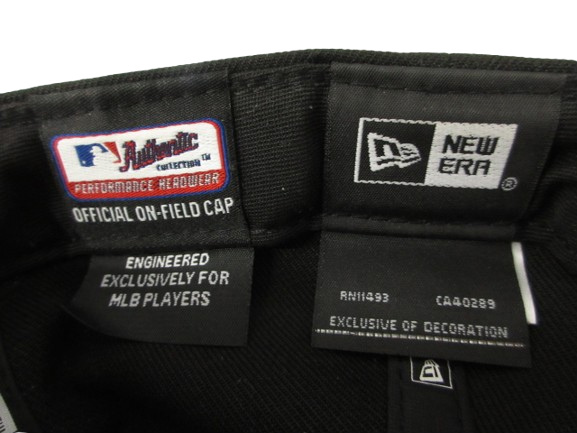 Authentic
COLLECTION TM
PERFORMANCE HEADWEAR
OFFICIAL ON-FIELD CAP
ENGINEERED
EXCLUSIVELY FOR
MLB PLAYERS
NEW
ERA
®
RN11493 CA40289
EXCLUSIVE OF DECORATION